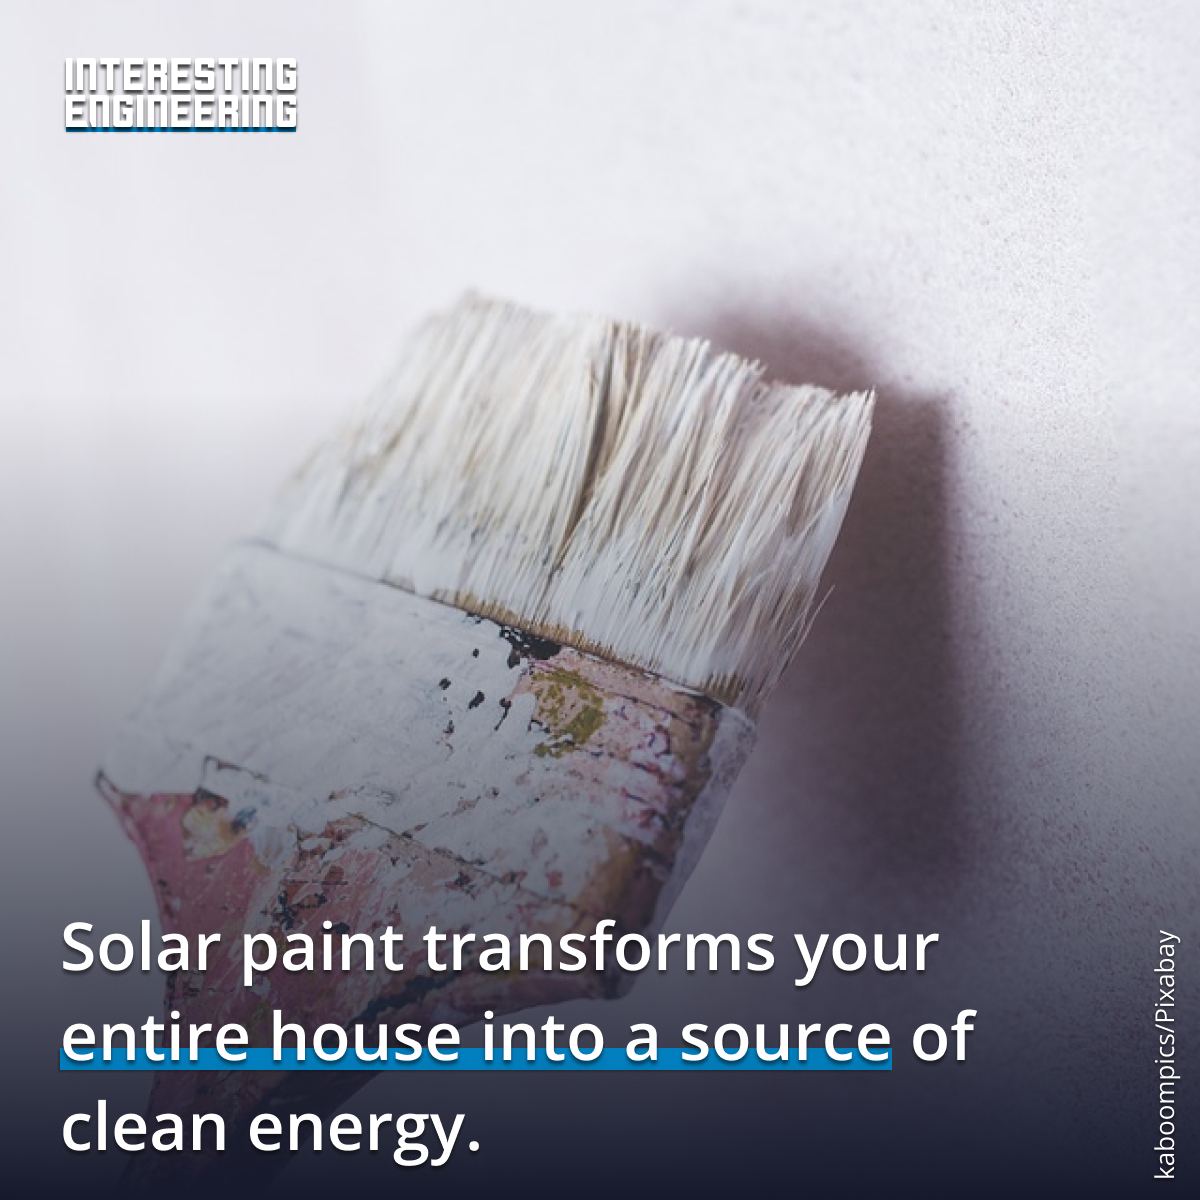 INTERESTING
ENGINEERING
Solar paint transforms your
entire house into a source of
clean energy.
kaboompics/Pixabay